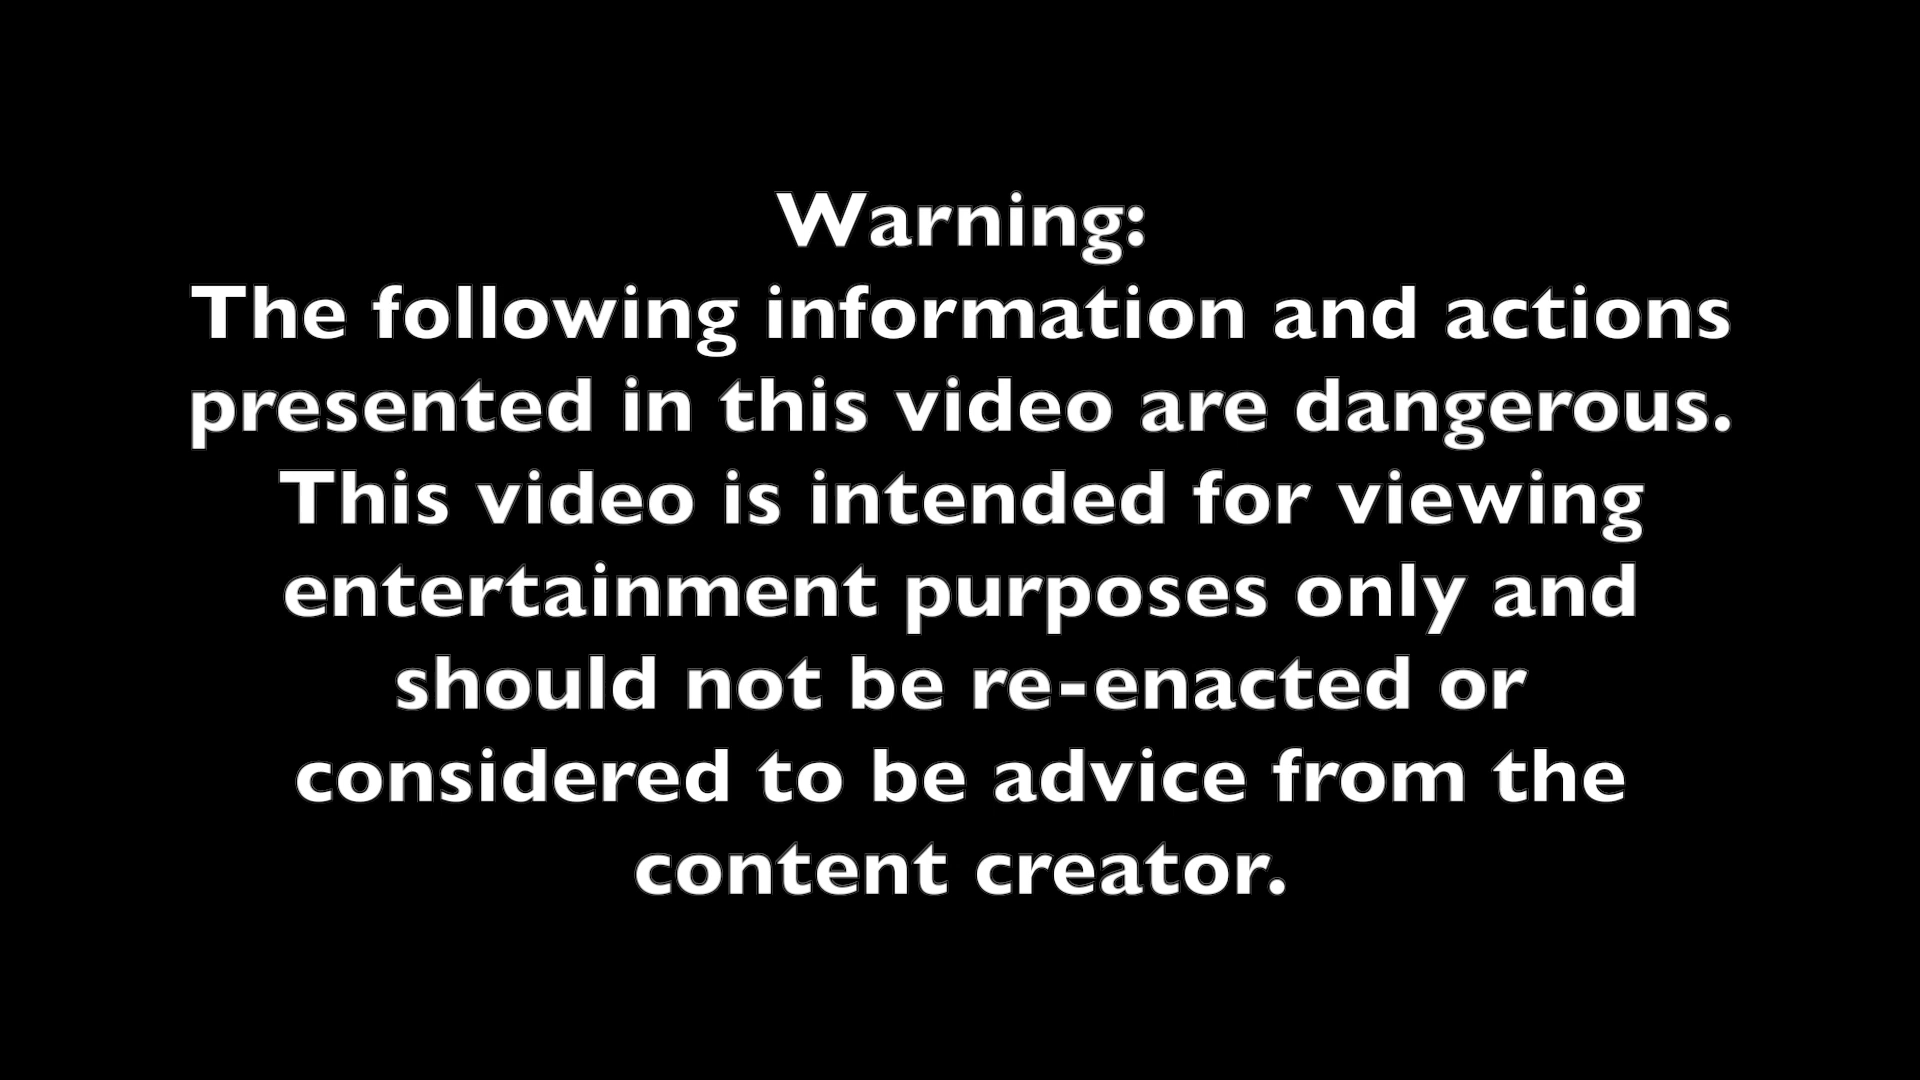 Warning:
The following information and actions
presented in this video are dangerous.
This video is intended for viewing
entertainment purposes only and
should not be re-enacted or
considered to be advice from the
content creator.